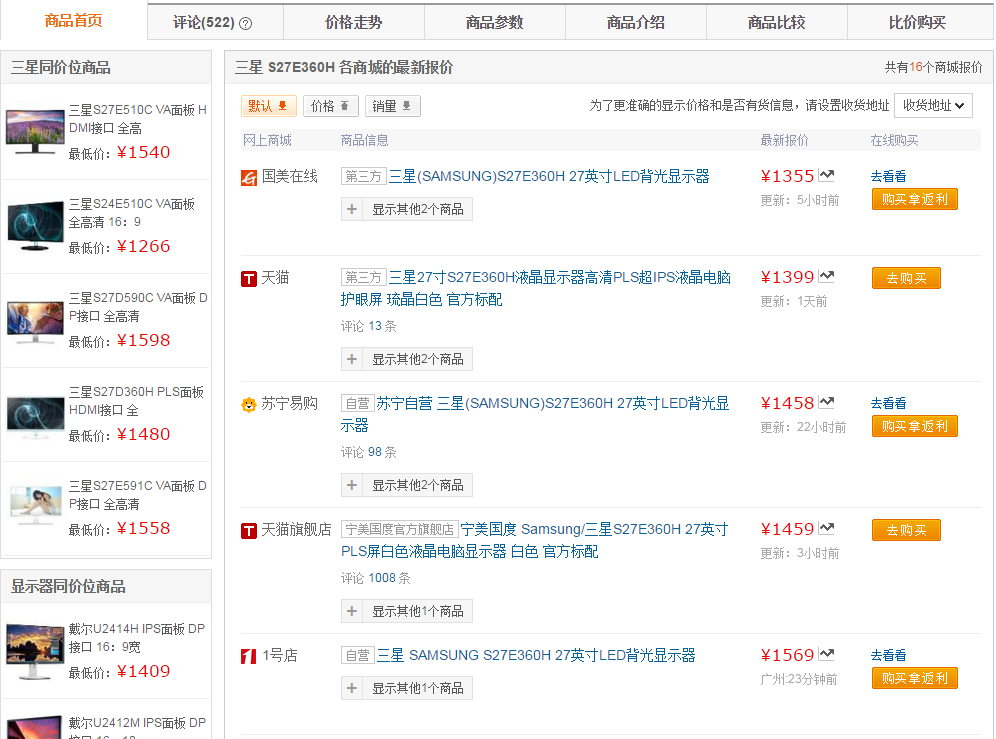 商品首页
评论(522)
价格走势
商品参数
商品介绍
商品比较
比价购买
三星同价位商品
三星S27E510C VA面板 H
DMI接口 全高
最低价：¥1540
三星S24E510C VA面板
全高清 16：9
最低价：¥1266
三星S27D590C VA面板 D
P接口 全高清
最低价：¥1598
三星S27D360H PLS面板
HDMI接口 全
最低价：¥1480
三星S27E591C VA面板 D
P接口 全高清
最低价：¥1558
显示器同价位商品
戴尔U2414H IPS面板 DP
接口 16：9宽
最低价：¥1409
戴尔U2412M IPS面板 DP
三星 S27E360H 各商城的最新报价
共有16个商城报价
默认 价格 销量
为了更准确的显示价格和是否有货信息，请设置收货地址 收货地址
网上商城 商品信息 最新报价 在线购买
国美在线
第三方 三星(SAMSUNG)S27E360H 27英寸LED背光显示器
+ 显示其他2个商品
¥1355
更新：5小时前
去看看
购买拿返利
天猫
第三方 三星27寸S27E360H液晶显示器高清PLS超IPS液晶电脑
护眼屏 琉晶白色 官方标配
评论 13 条
+ 显示其他2个商品
¥1399
更新：1天前
去购买
苏宁易购
自营 苏宁自营 三星(SAMSUNG)S27E360H 27英寸LED背光显
示器
评论 98 条
+ 显示其他2个商品
¥1458
更新：22小时前
去看看
购买拿返利
天猫旗舰店
宁美国度官方旗舰店 宁美国度 Samsung/三星S27E360H 27英寸
PLS屏白色液晶电脑显示器 白色 官方标配
评论 1008 条
+ 显示其他1个商品
¥1459
更新：3小时前
去购买
1号店
自营 三星 SAMSUNG S27E360H 27英寸LED背光显示器
+ 显示其他1个商品
¥1569
广州:23分钟前
去看看
购买拿返利